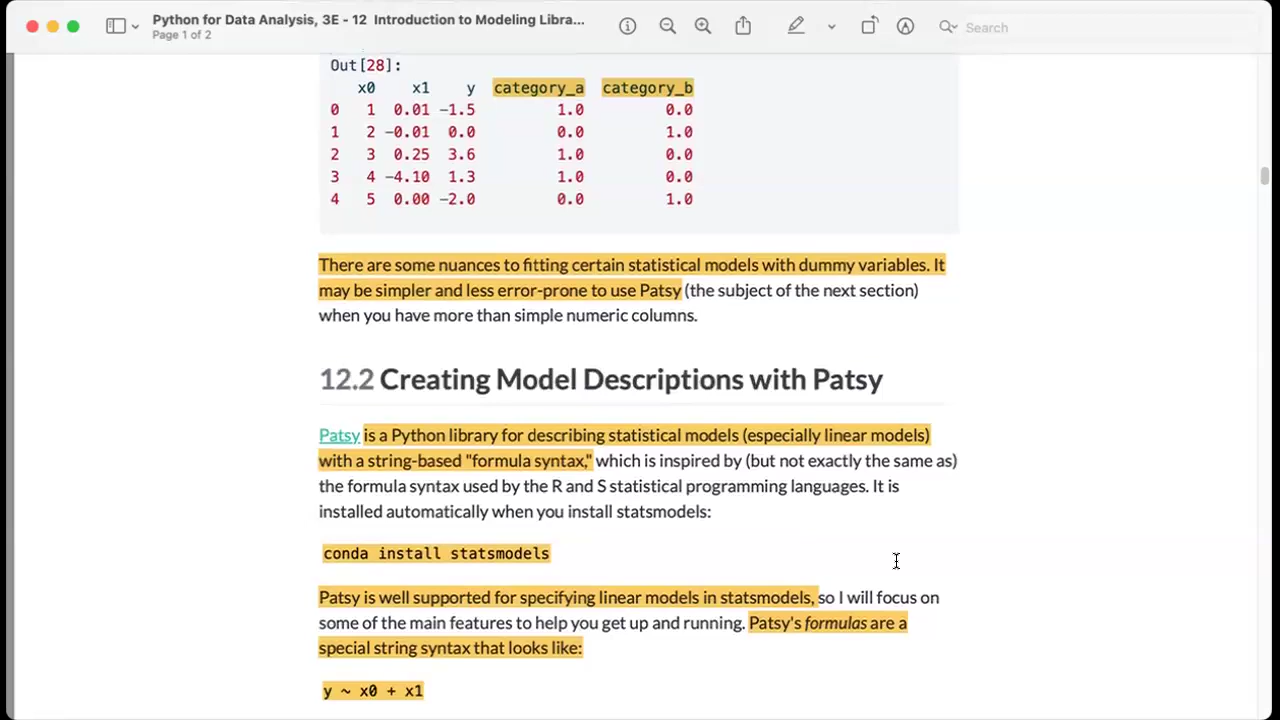 Python for Data Analysis, 3E - 12 Introduction to Modeling Libra...
Page 1 of 2
Search
Out[28]:
x0 x1 y category_a category_b
0 1 0.01 -1.5 1.0 0.0
1 2 -0.01 0.0 0.0 1.0
2 3 0.25 3.6 1.0 0.0
3 4 -4.10 1.3 1.0 0.0
4 5 0.00 -2.0 0.0 1.0
There are some nuances to fitting certain statistical models with dummy variables. It
may be simpler and less error-prone to use Patsy (the subject of the next section)
when you have more than simple numeric columns.
12.2 Creating Model Descriptions with Patsy
Patsy is a Python library for describing statistical models (especially linear models)
with a string-based "formula syntax," which is inspired by (but not exactly the same as)
the formula syntax used by the R and S statistical programming languages. It is
installed automatically when you install statsmodels:
conda install statsmodels
Patsy is well supported for specifying linear models in statsmodels, so I will focus on
some of the main features to help you get up and running. Patsy's formulas are a
special string syntax that looks like:
y ~ x0 + x1